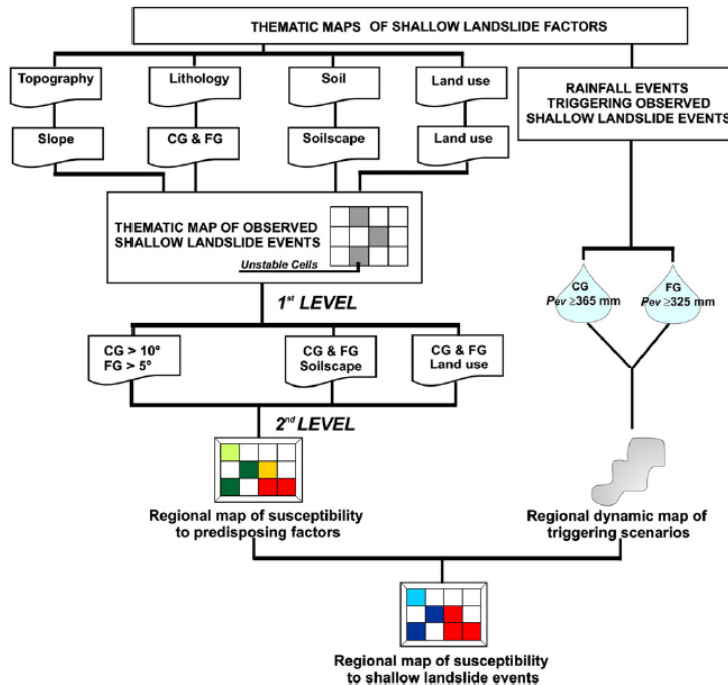 THEMATIC MAPS OF SHALLOW LANDSLIDE FACTORS
Topography
Lithology
Soil
Land use
RAINFALL EVENTS
TRIGGERING OBSERVED
SHALLOW LANDSLIDE EVENTS
Slope
CG & FG
Soilscape
Land use
THEMATIC MAP OF OBSERVED
SHALLOW LANDSLIDE EVENTS
Unstable Cells
CG
Pev ≥365 mm
FG
Pev ≥325 mm
1st LEVEL
CG > 10°
FG > 5°
CG & FG
Soilscape
CG & FG
Land use
2nd LEVEL
Regional map of susceptibility
to predisposing factors
Regional dynamic map of
triggering scenarios
Regional map of susceptibility
to shallow landslide events